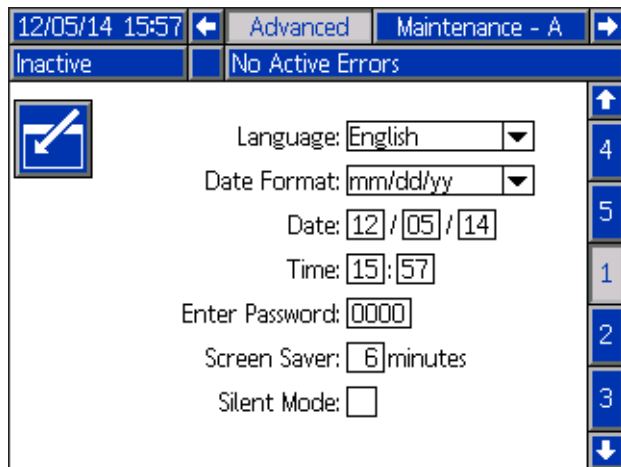 12/05/14 15:57 Advanced Maintenance - A
Inactive No Active Errors
Language: English
4
Date Format: mm/dd/yy
5
Date: 12 / 05 / 14
Time: 15 : 57
1
Enter Password: 0000
2
Screen Saver: 6 minutes
Silent Mode:
3